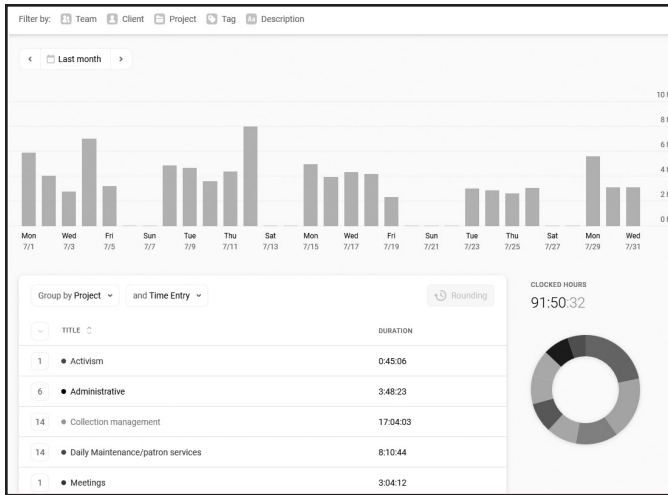 Filter by: Team Client Project Tag Aa Description
Last month
10 h
8 h
6 h
4 h
2 h
0 h
Mon Wed Fri Sun Tue Thu Sat Mon Wed Fri Sun Tue Thu Sat Mon Wed
7/1 7/3 7/5 7/7 7/9 7/11 7/13 7/15 7/17 7/19 7/21 7/23 7/25 7/27 7/29 7/31
Group by Project and Time Entry Rounding
TITLE DURATION
1 Activism 0:45:06
6 Administrative 3:48:23
14 Collection management 17:04:03
14 Daily Maintenance/patron services 8:10:44
1 Meetings 3:04:12
CLOCKED HOURS
91:50:32